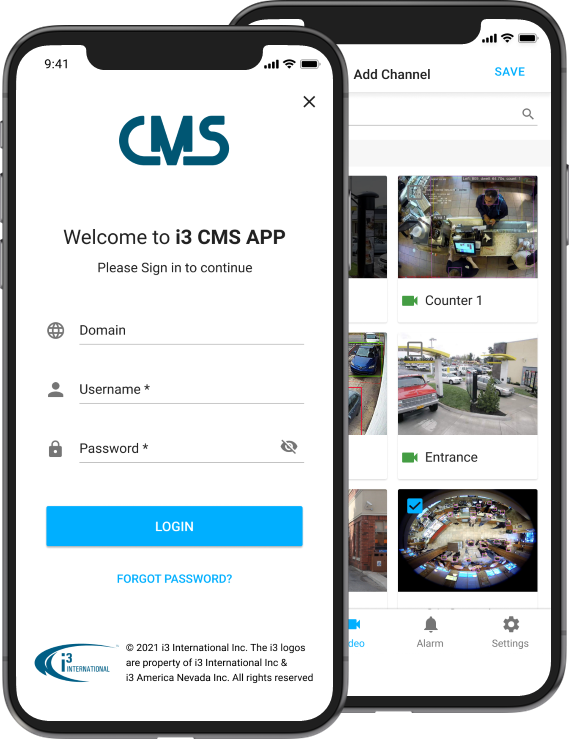 9:41
CMS
Welcome to i3 CMS APP
Please Sign in to continue
Domain
Username *
Password *
LOGIN
FORGOT PASSWORD?
i3
INTERNATIONAL
© 2021 i3 International Inc. The i3 logos
are property of i3 International Inc &
i3 America Nevada Inc. All rights reserved
Add Channel
SAVE
Counter 1
Entrance
deo
Alarm
Settings